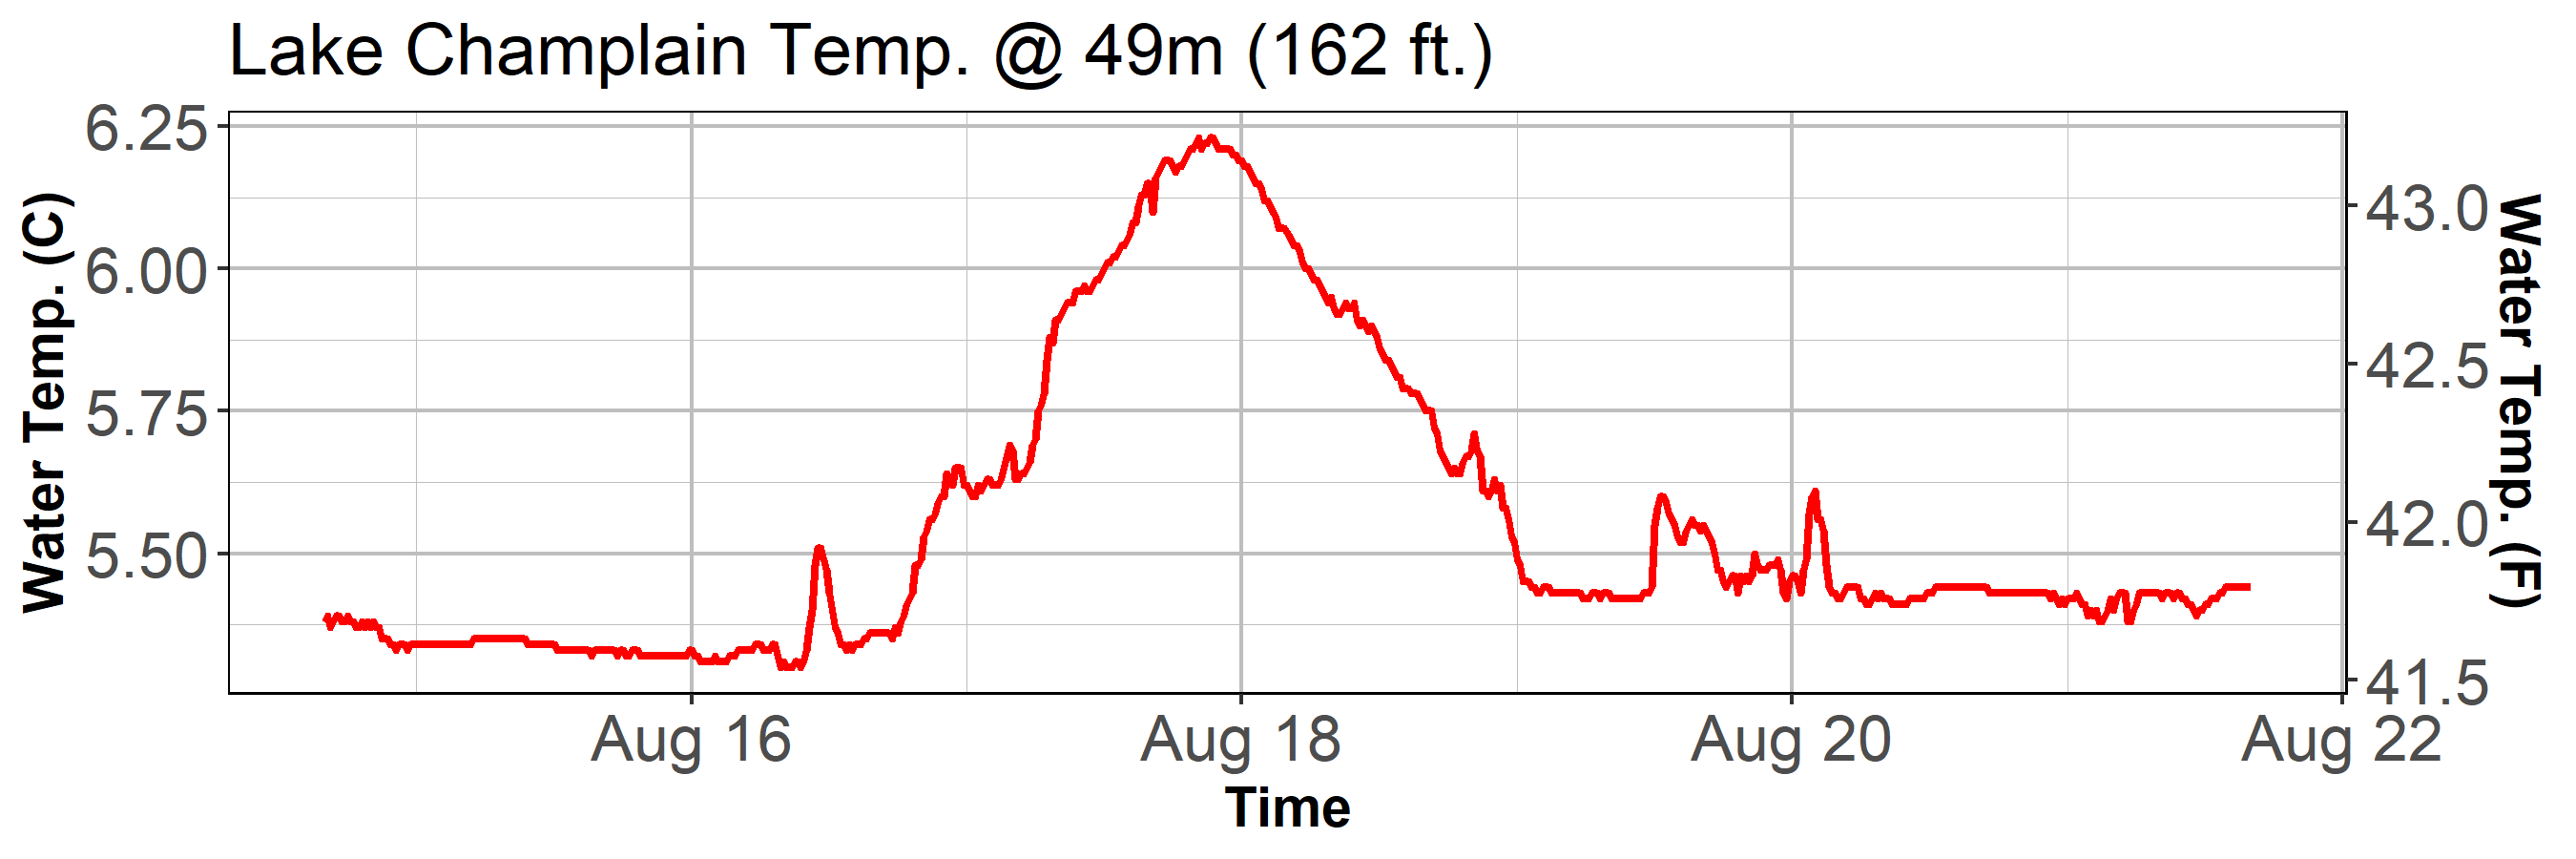 Lake Champlain Temp. @ 49m (162 ft.)
Water Temp. (C)
6.25
6.00
5.75
5.50
43.0
42.5
42.0
41.5
Water Temp. (F)
Aug 16
Aug 18
Aug 20
Aug 22
Time